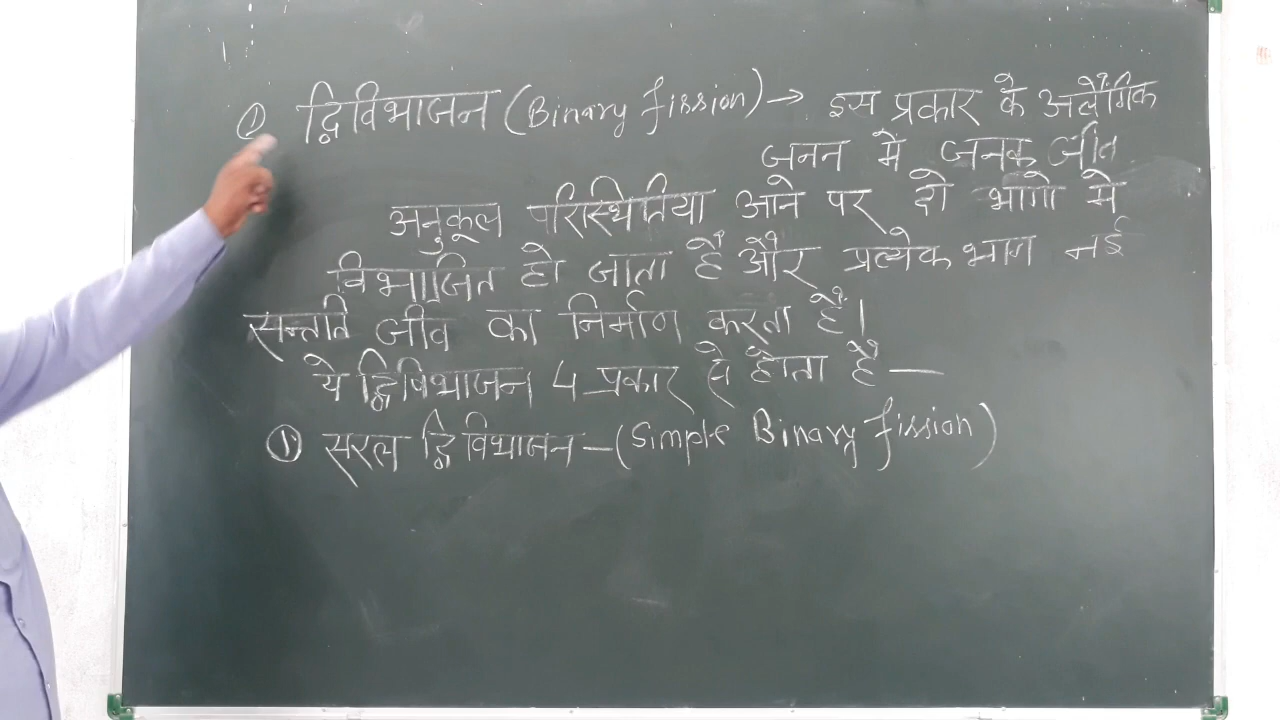 ① द्विविभाजन (Binary fission) → इस प्रकार के अलैंगिक
जनन में जनक जीव
अनुकूल परिस्थितिया आने पर दो भागो मे
विभाजित हो जाता है और प्रत्येक भाग नई
सन्तति जीव का निर्माण करता है।
ये द्विविभाजन 4 प्रकार से होता है —
① सरल द्विविभाजन – (Simple Binary fission)